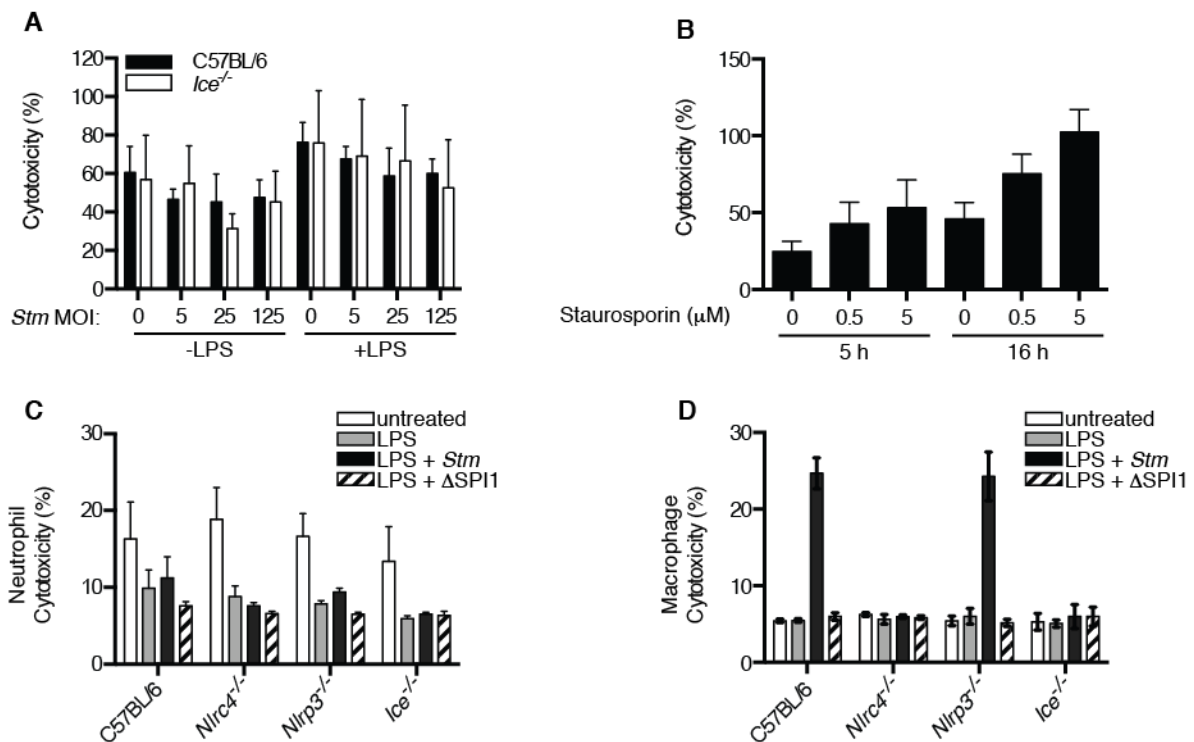 A
120
100
80
60
40
20
0
Cytotoxicity (%)
C57BL/6
Ice-/-
Stm MOI:
0 5 25 125 0 5 25 125
-LPS +LPS
B
150
100
50
0
Cytotoxicity (%)
Staurosporin (μM)
0 0.5 5 0 0.5 5
5 h 16 h
C
untreated
LPS
LPS + Stm
LPS + ΔSPI1
30
20
10
0
Neutrophil
Cytotoxicity (%)
C57BL/6
Nlrc4-/-
Nlrp3-/-
Ice-/-
D
untreated
LPS
LPS + Stm
LPS + ΔSPI1
30
20
10
0
Macrophage
Cytotoxicity (%)
C57BL/6
Nlrc4-/-
Nlrp3-/-
Ice-/-